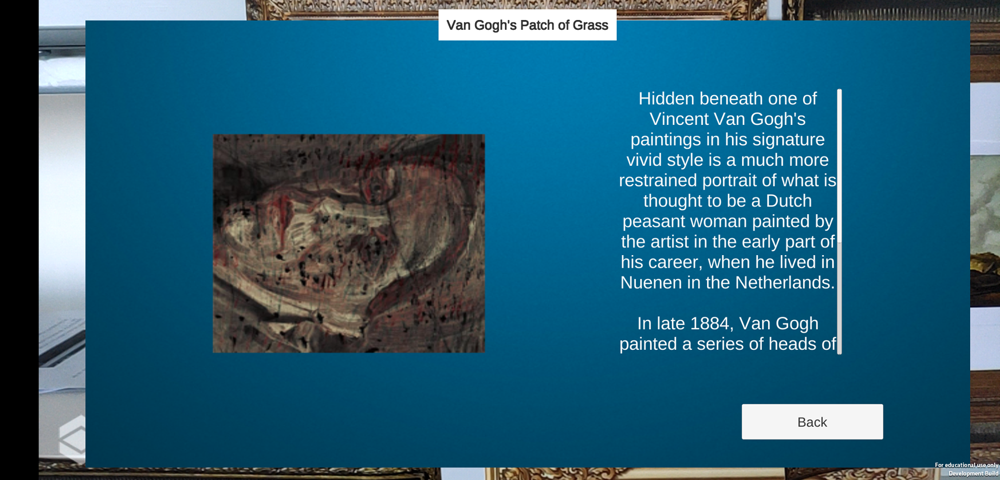 Van Gogh's Patch of Grass
Hidden beneath one of
Vincent Van Gogh's
paintings in his signature
vivid style is a much more
restrained portrait of what is
thought to be a Dutch
peasant woman painted by
the artist in the early part of
his career, when he lived in
Nuenen in the Netherlands.
In late 1884, Van Gogh
painted a series of heads of
Back
For educational use only
Development Build